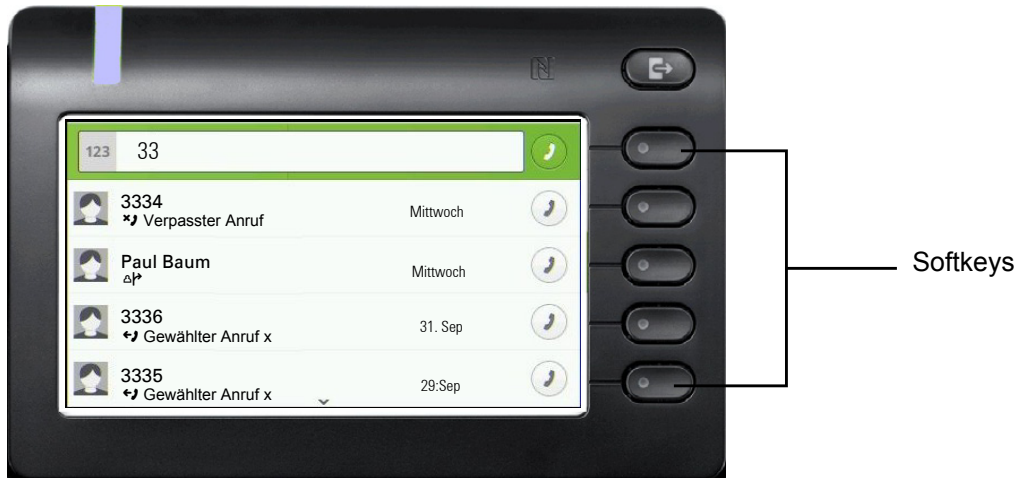 123 33
3334
Verpasster Anruf
Mittwoch
Paul Baum
Mittwoch
3336
Gewählter Anruf x
31. Sep
3335
Gewählter Anruf x
29:Sep
Softkeys